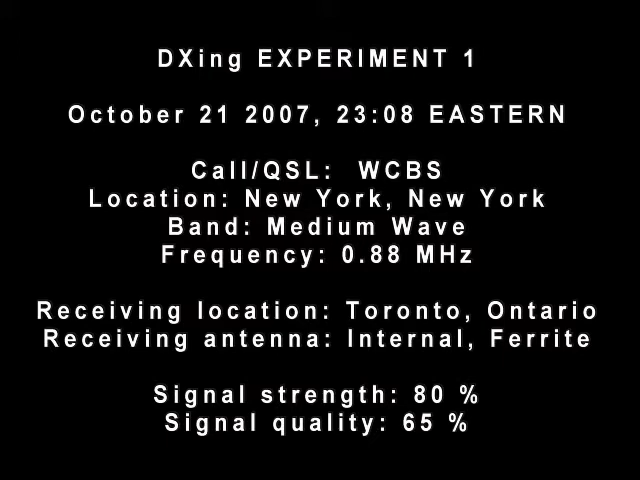 DXing EXPERIMENT 1
October 21 2007, 23:08 EASTERN
Call/QSL: WCBS
Location: New York, New York
Band: Medium Wave
Frequency: 0.88 MHz
Receiving location: Toronto, Ontario
Receiving antenna: Internal, Ferrite
Signal strength: 80 %
Signal quality: 65 %